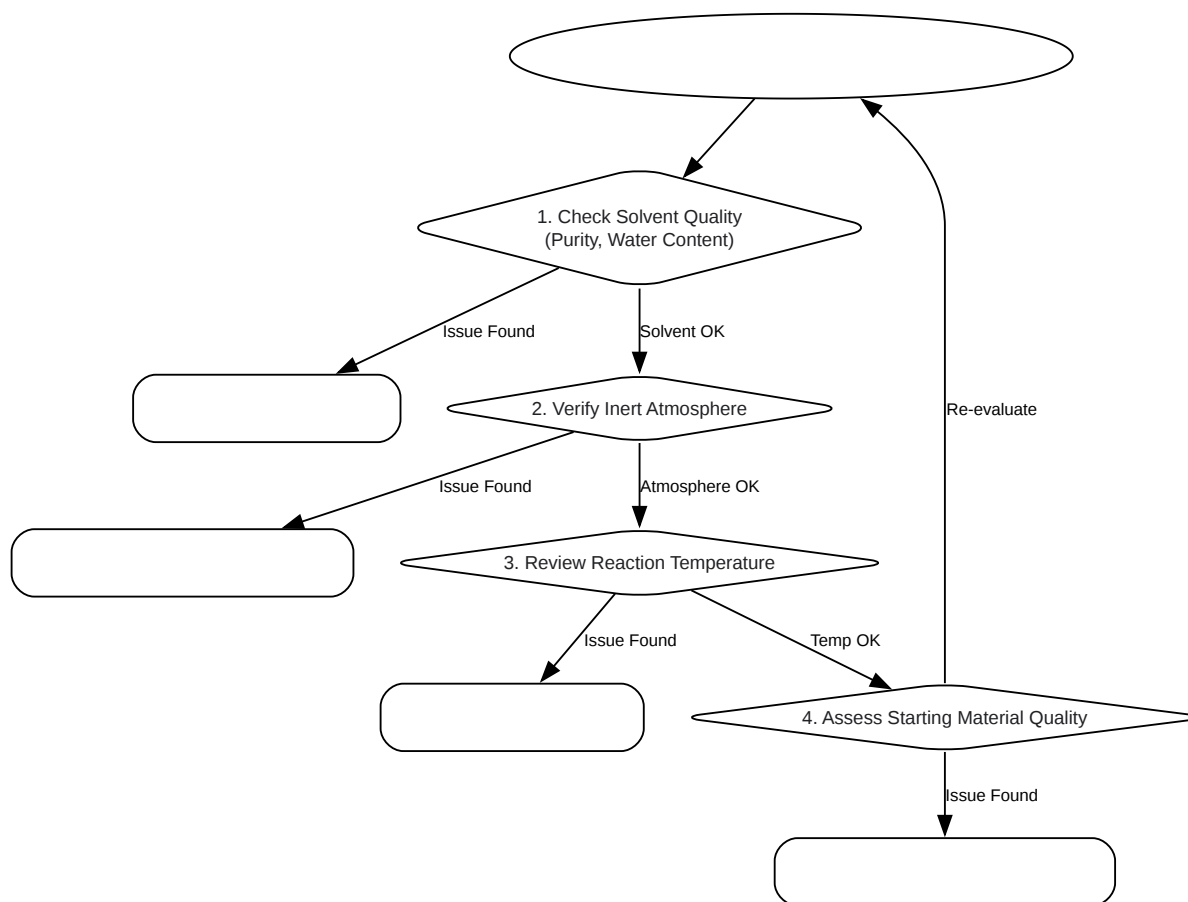 1. Check Solvent Quality
(Purity, Water Content)
Issue Found
Solvent OK
2. Verify Inert Atmosphere
Re-evaluate
Issue Found
Atmosphere OK
3. Review Reaction Temperature
Issue Found
Temp OK
4. Assess Starting Material Quality
Issue Found